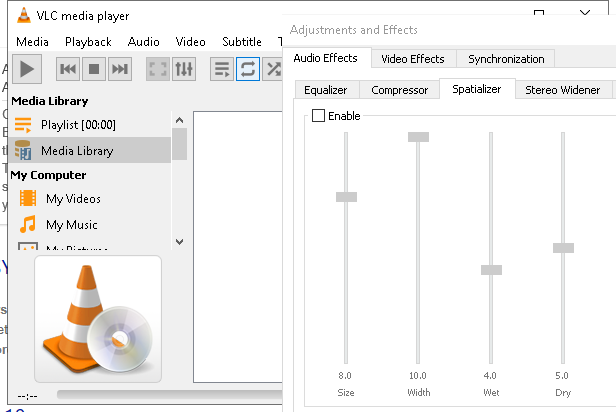 VLC media player
Media Playback Audio Video Subtitle
Media Library
Playlist [00:00]
Media Library
My Computer
My Videos
My Music
My Pictures
--:--
Adjustments and Effects
Audio Effects Video Effects Synchronization
Equalizer Compressor Spatializer Stereo Widener
Enable
8.0 10.0 4.0 5.0
Size Width Wet Dry